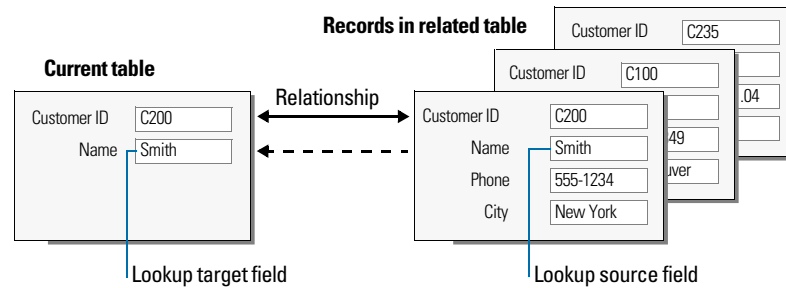 Records in related table
Customer ID C235
.04
Customer ID C100
49
Current table
Customer ID C200
Name Smith
Relationship
Customer ID C200
Name Smith
Phone 555-1234
City New York
Lookup target field
Lookup source field